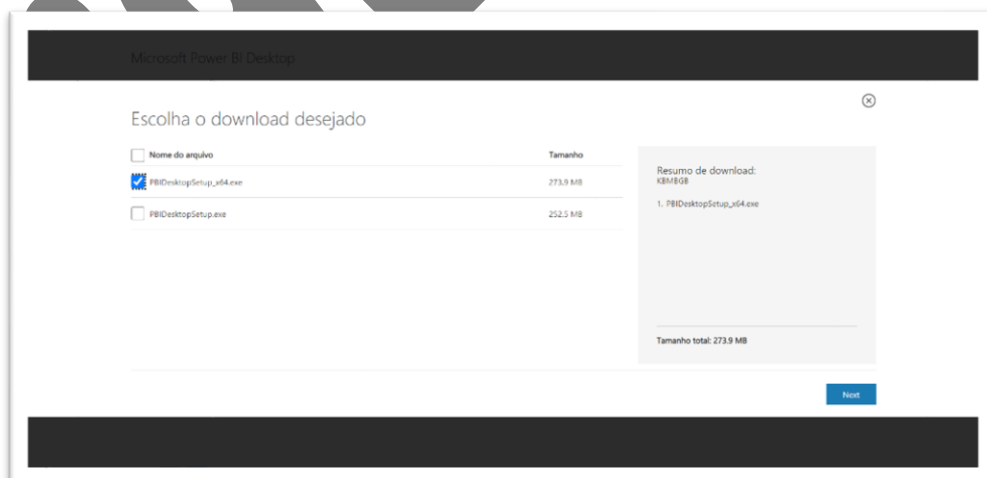 Microsoft Power BI Desktop
Escolha o download desejado
Nome do arquivo Tamanho
PBIDesktopSetup_x64.exe 273.9 MB
PBIDesktopSetup.exe 252.5 MB
Resumo de download:
KBMBGB
1. PBIDesktopSetup_x64.exe
Tamanho total: 273.9 MB
Next